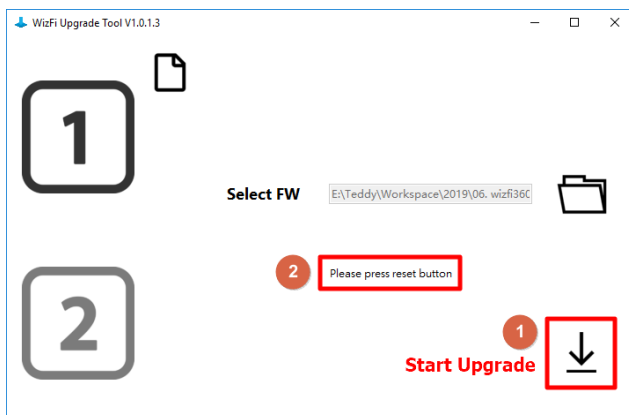 WizFi Upgrade Tool V1.0.1.3
1
Select FW
E:\Teddy\Workspace\2019\06. wizfi360
2
Please press reset button
2
1
Start Upgrade